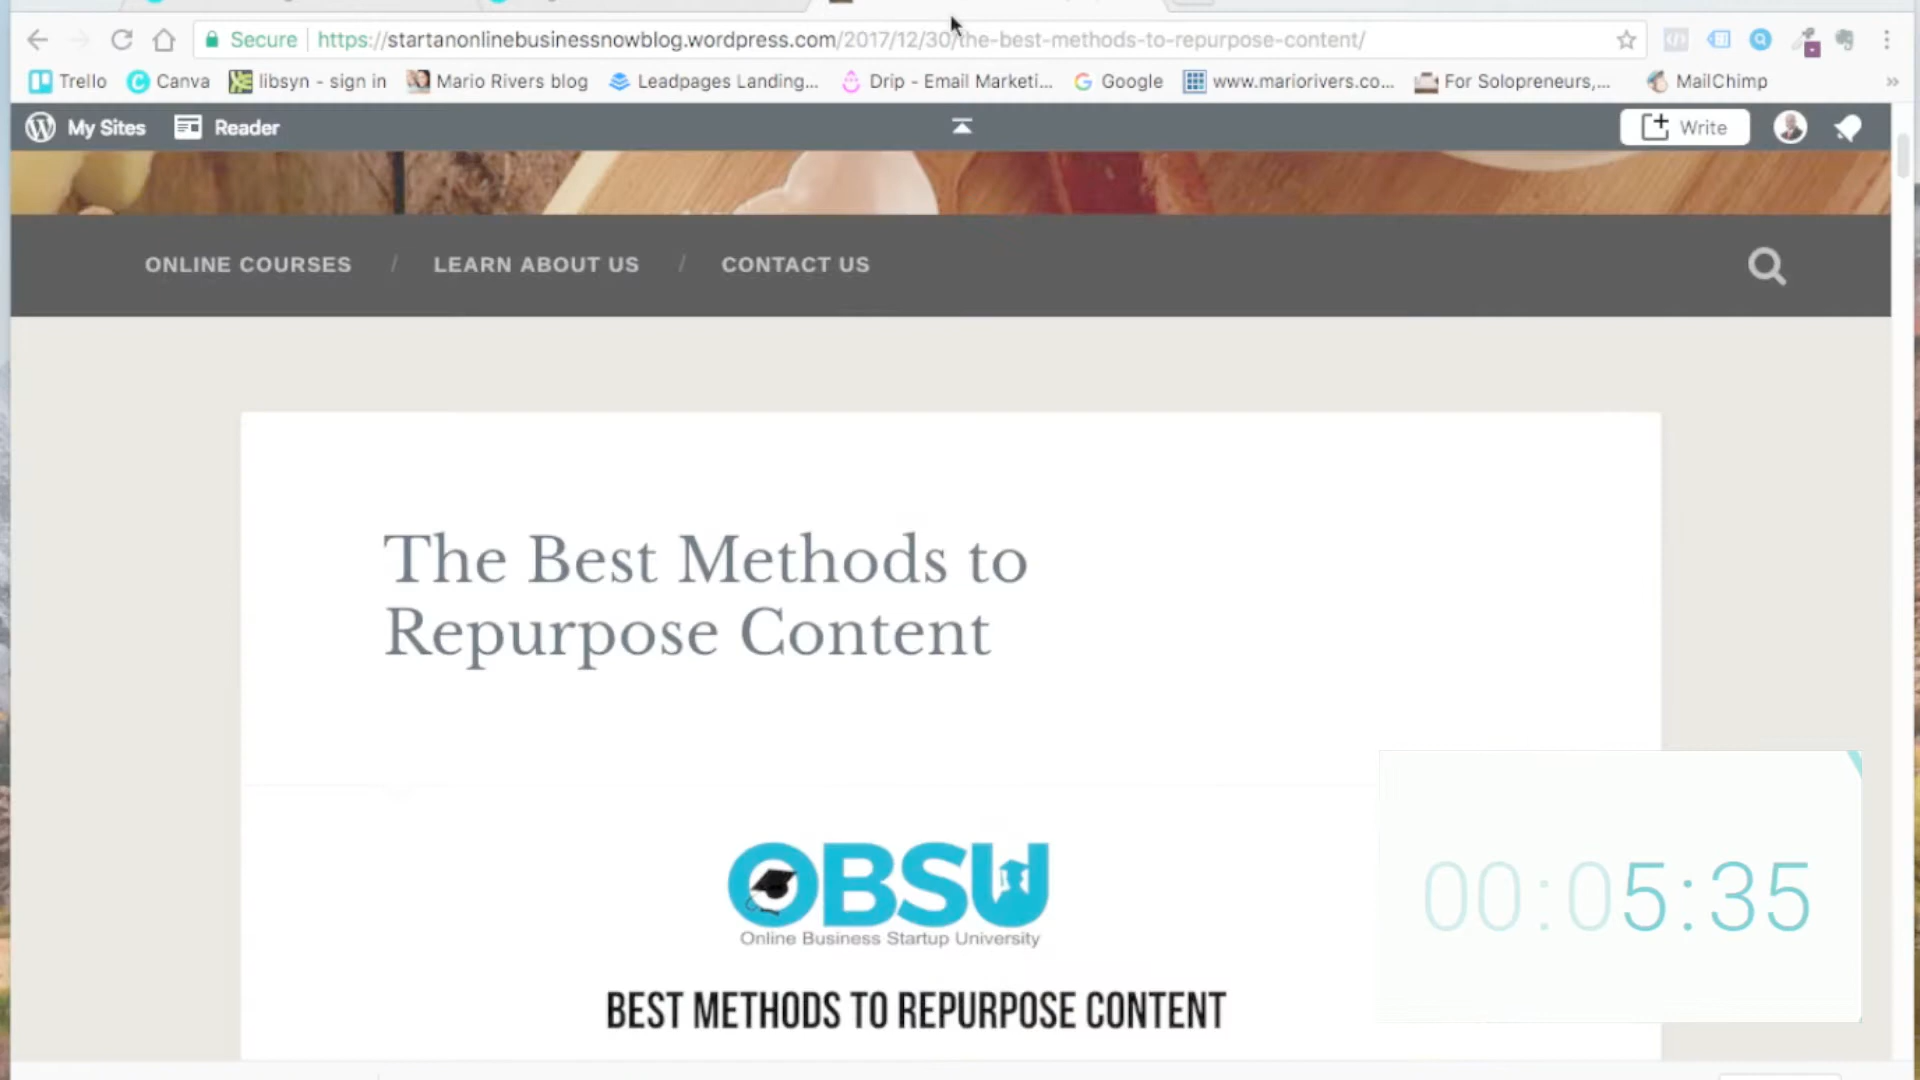 Secure https://startanonlinebusinessnowblog.wordpress.com/2017/12/30/the-best-methods-to-repurpose-content/
Trello Canva libsyn - sign in Mario Rivers blog Leadpages Landing... Drip - Email Marketi... Google www.mariorivers.co... For Solopreneurs,... MailChimp »
My Sites Reader Write
ONLINE COURSES / LEARN ABOUT US / CONTACT US
The Best Methods to
Repurpose Content
OBSU
Online Business Startup University
00:05:35
BEST METHODS TO REPURPOSE CONTENT